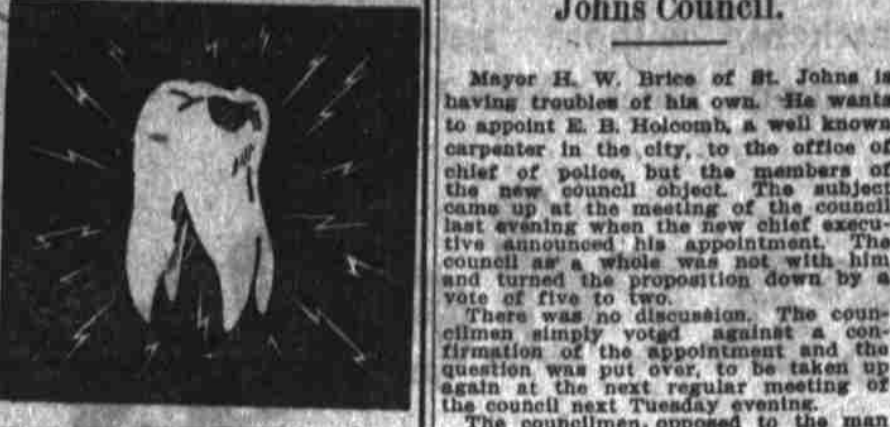 Johns Council.
Mayor H. W. Brice of St. Johns is
having troubles of his own. He wants
to appoint E. B. Holcomb, a well known
carpenter in the city, to the office of
chief of police, but the members of
the new council object. The subject
came up at the meeting of the council
last evening when the new chief execu-
tive announced his appointment. The
council as a whole was not with him
and turned the proposition down by a
vote of five to two.
There was no discussion. The coun-
cilmen simply voted against a con-
firmation of the appointment and the
question was put over, to be taken up
again at the next regular meeting of
the council next Tuesday evening.
The councilmen opposed to the man